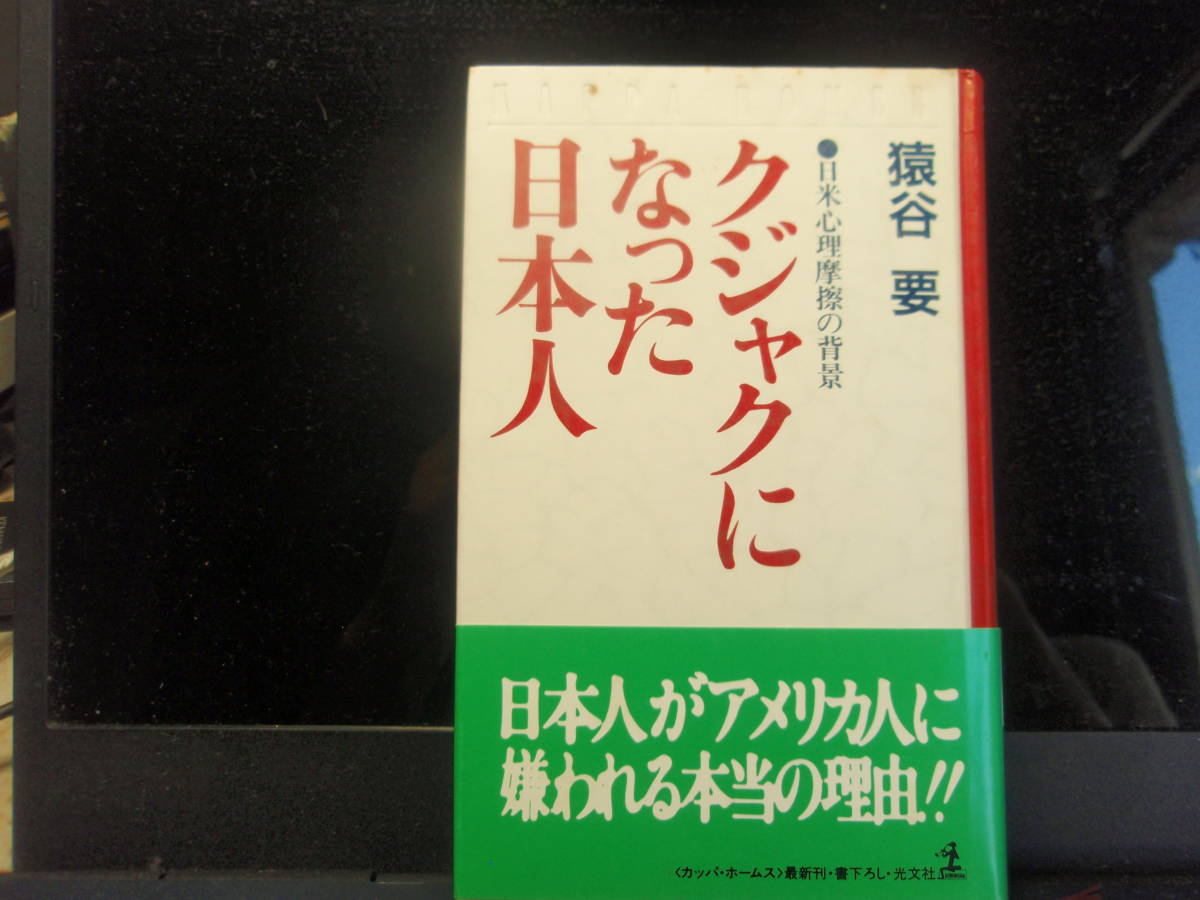 猿谷 要
●日米心理摩擦の背景
クジャクに
なった
日本人
日本人がアメリカ人に
嫌われる本当の理由!!
〈カッパ・ホームス〉最新刊・書下ろし・光文社